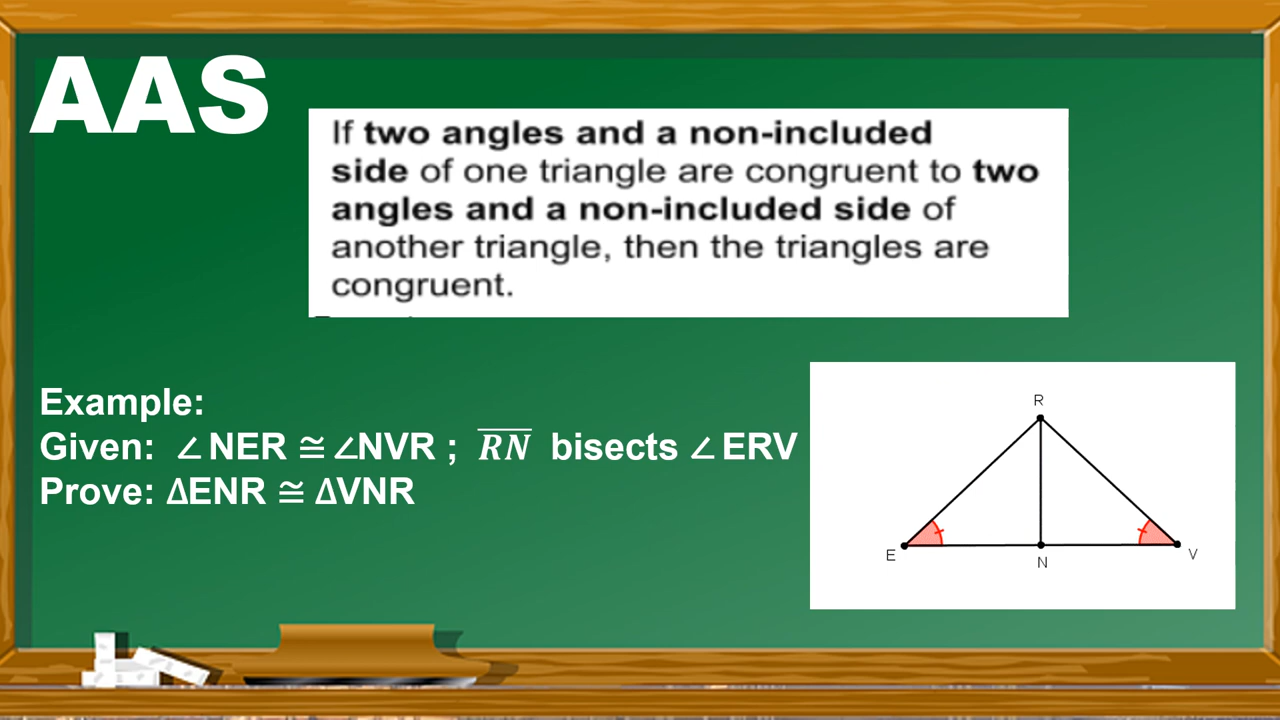 AAS
If two angles and a non-included
side of one triangle are congruent to two
angles and a non-included side of
another triangle, then the triangles are
congruent.
Example:
Given: ∠NER ≅ ∠NVR ; \overline{RN} bisects ∠ERV
Prove: ΔENR ≅ ΔVNR
R
E
N
V